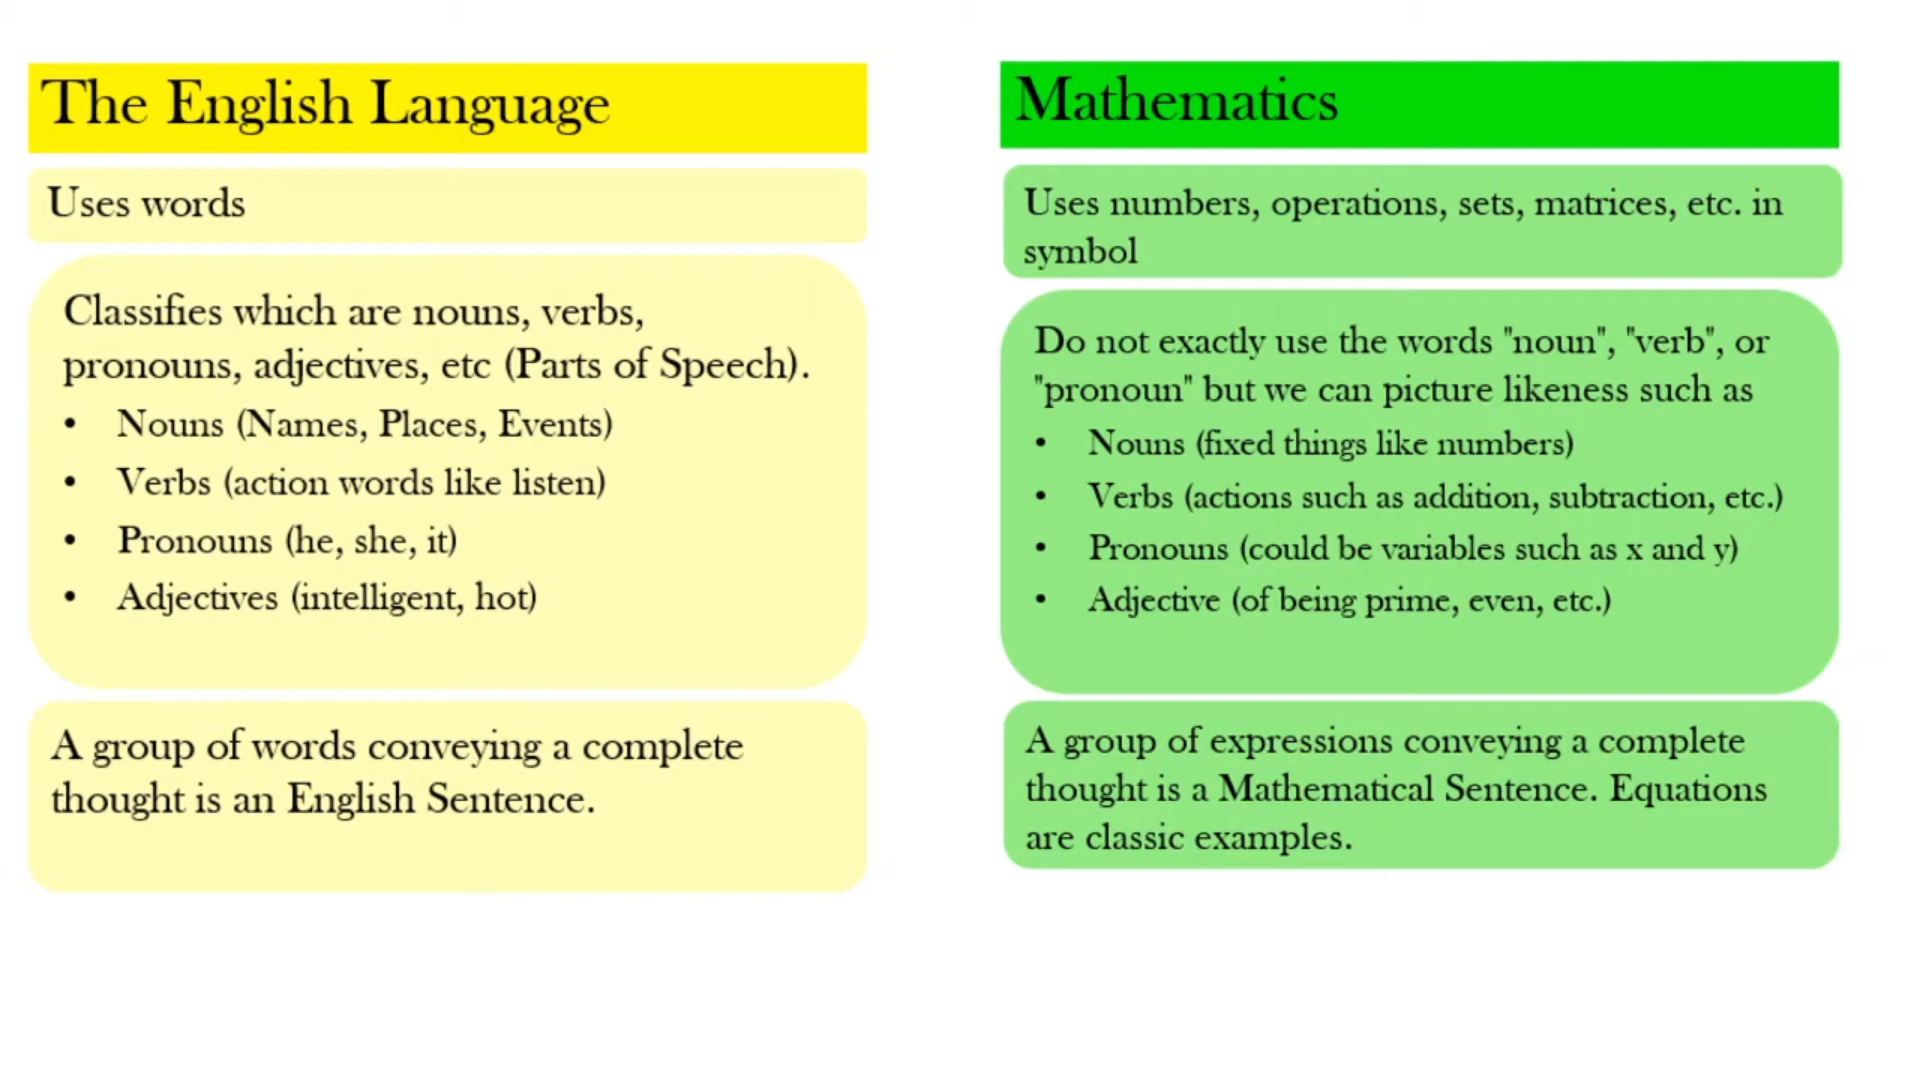 The English Language
Uses words
Classifies which are nouns, verbs,
pronouns, adjectives, etc (Parts of Speech).
• Nouns (Names, Places, Events)
• Verbs (action words like listen)
• Pronouns (he, she, it)
• Adjectives (intelligent, hot)
A group of words conveying a complete
thought is an English Sentence.
Mathematics
Uses numbers, operations, sets, matrices, etc. in
symbol
Do not exactly use the words "noun", "verb", or
"pronoun" but we can picture likeness such as
• Nouns (fixed things like numbers)
• Verbs (actions such as addition, subtraction, etc.)
• Pronouns (could be variables such as x and y)
• Adjective (of being prime, even, etc.)
A group of expressions conveying a complete
thought is a Mathematical Sentence. Equations
are classic examples.